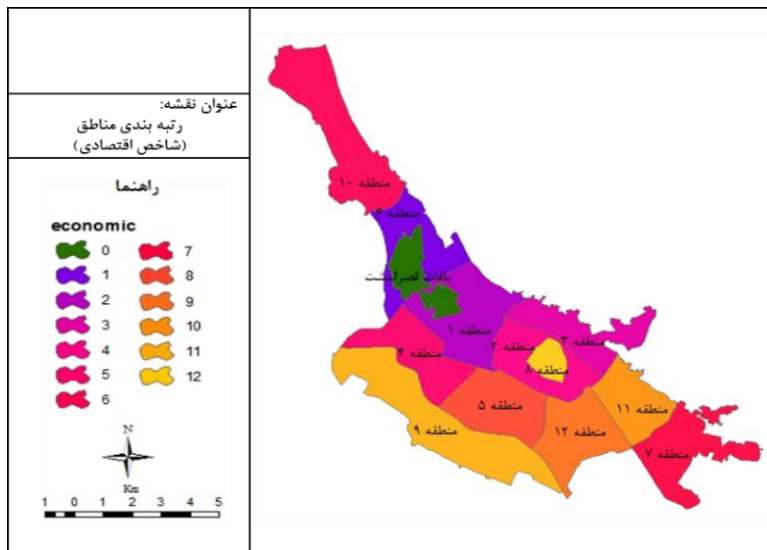 عنوان نقشه:
رتبه بندی مناطق
(شاخص اقتصادی)
راهنما
economic
0
1
2
3
4
5
6
7
8
9
10
11
12
N
Km
1 0 1 2 3 4 5
منطقه ۱۰
منطقه ۶
باغات قصرالدشت
منطقه ۱
منطقه ۲
منطقه ۳
منطقه ۴
منطقه ۸
منطقه ۵
منطقه ۱۱
منطقه ۹
منطقه ۱۲
منطقه ۷